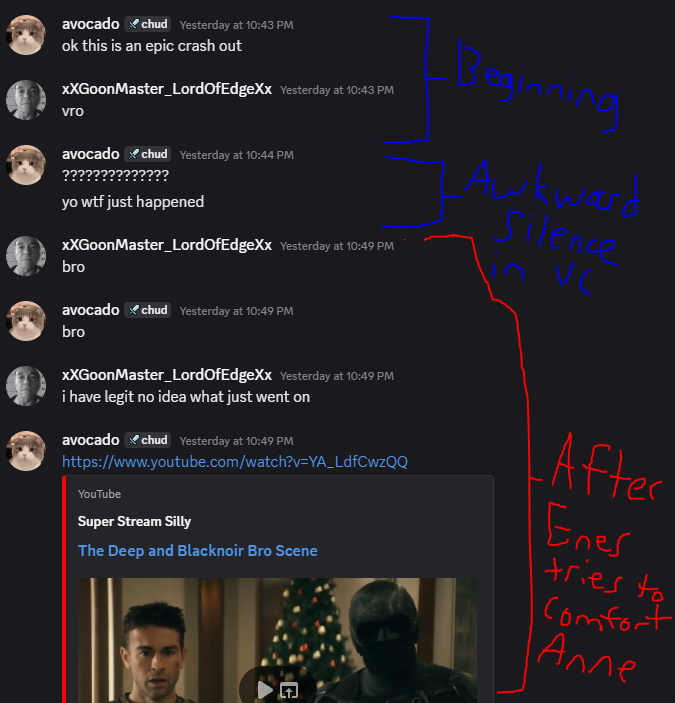 avocado chud Yesterday at 10:43 PM
ok this is an epic crash out
xXGoonMaster_LordOfEdgeXx Yesterday at 10:43 PM
vro
Beginning
avocado chud Yesterday at 10:44 PM
??????????????
yo wtf just happened
Awkward
Silence
in VC
xXGoonMaster_LordOfEdgeXx Yesterday at 10:49 PM
bro
avocado chud Yesterday at 10:49 PM
bro
xXGoonMaster_LordOfEdgeXx Yesterday at 10:49 PM
i have legit no idea what just went on
avocado chud Yesterday at 10:49 PM
https://www.youtube.com/watch?v=YA_LdfCwzQQ
YouTube
Super Stream Silly
The Deep and Blacknoir Bro Scene
After
Enes
tries to
comfort
Anne